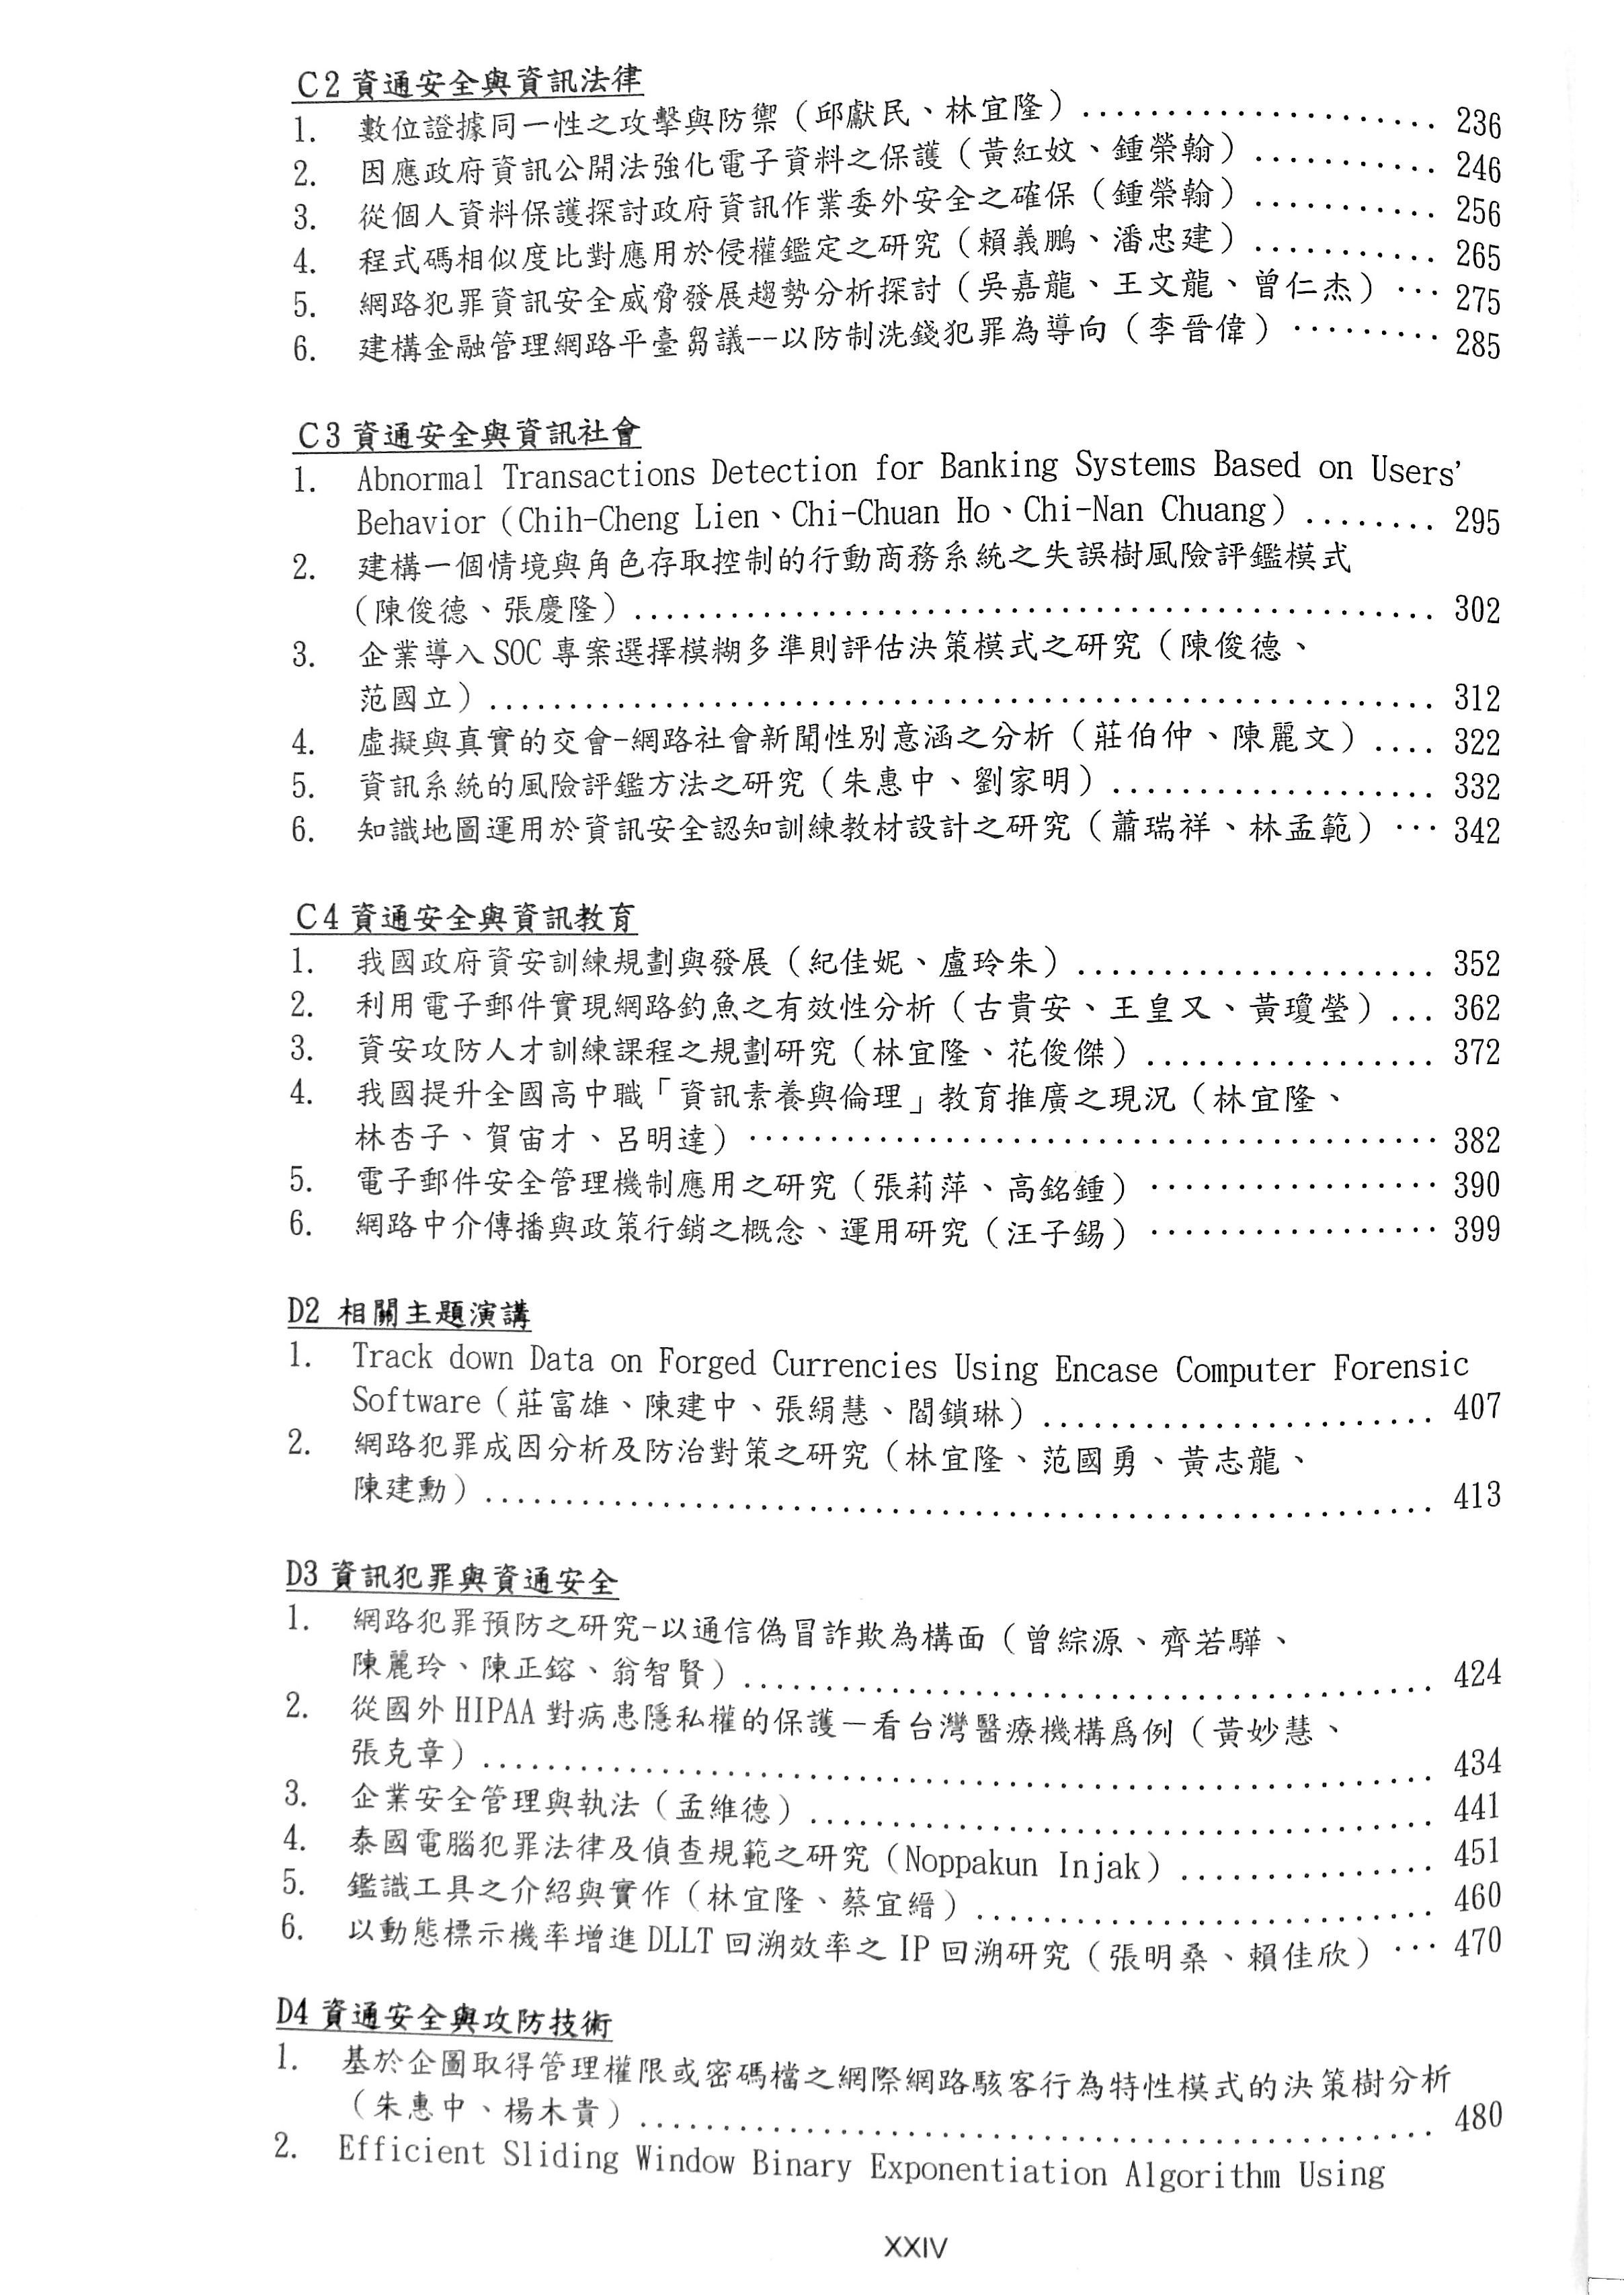 C2 資通安全與資訊法律
1. 數位證據同一性之攻擊與防禦（邱獻民、林宜隆）...................... 236
2. 因應政府資訊公開法強化電子資料之保護（黃紅妏、鍾榮翰）........... 246
3. 從個人資料保護探討政府資訊作業委外安全之確保（鍾榮翰）........... 256
4. 程式碼相似度比對應用於侵權鑑定之研究（賴義鵬、潘忠建）........... 265
5. 網路犯罪資訊安全威脅發展趨勢分析探討（吳嘉龍、王文龍、曾仁杰）... 275
6. 建構金融管理網路平臺芻議--以防制洗錢犯罪為導向（李晉偉）......... 285
C3 資通安全與資訊社會
1. Abnormal Transactions Detection for Banking Systems Based on Users’
Behavior（Chih-Cheng Lien、Chi-Chuan Ho、Chi-Nan Chuang）........ 295
2. 建構一個情境與角色存取控制的行動商務系統之失誤樹風險評鑑模式
（陳俊德、張慶隆）.................................................. 302
3. 企業導入 SOC 專案選擇模糊多準則評估決策模式之研究（陳俊德、
范國立）........................................................... 312
4. 虛擬與真實的交會-網路社會新聞性別意涵之分析（莊伯仲、陳麗文）.... 322
5. 資訊系統的風險評鑑方法之研究（朱惠中、劉家明）.................... 332
6. 知識地圖運用於資訊安全認知訓練教材設計之研究（蕭瑞祥、林孟範）... 342
C4 資通安全與資訊教育
1. 我國政府資安訓練規劃與發展（紀佳妮、盧玲朱）....................... 352
2. 利用電子郵件實現網路釣魚之有效性分析（古貴安、王皇又、黃瓊瑩）... 362
3. 資安攻防人才訓練課程之規劃研究（林宜隆、花俊傑）.................. 372
4. 我國提升全國高中職「資訊素養與倫理」教育推廣之現況（林宜隆、
林杏子、賀宙才、呂明達）........................................... 382
5. 電子郵件安全管理機制應用之研究（張莉萍、高銘鍾）.................. 390
6. 網路中介傳播與政策行銷之概念、運用研究（汪子錫）.................. 399
D2 相關主題演講
1. Track down Data on Forged Currencies Using Encase Computer Forensic
Software（莊富雄、陳建中、張絹慧、閻鎖琳）......................... 407
2. 網路犯罪成因分析及防治對策之研究（林宜隆、范國勇、黃志龍、
陳建勳）............................................................ 413
D3 資訊犯罪與資通安全
1. 網路犯罪預防之研究-以通信偽冒詐欺為構面（曾綜源、齊若驊、
陳麗玲、陳正鎔、翁智賢）........................................... 424
2. 從國外 HIPAA 對病患隱私權的保護－看台灣醫療機構爲例（黃妙慧、
張克章）............................................................ 434
3. 企業安全管理與執法（孟維德）....................................... 441
4. 泰國電腦犯罪法律及偵查規範之研究（Noppakun Injak）................ 451
5. 鑑識工具之介紹與實作（林宜隆、蔡宜縉）............................. 460
6. 以動態標示機率增進 DLLT 回溯效率之 IP 回溯研究（張明桑、賴佳欣）... 470
D4 資通安全與攻防技術
1. 基於企圖取得管理權限或密碼檔之網際網路駭客行為特性模式的決策樹分析
（朱惠中、楊木貴）.................................................. 480
2. Efficient Sliding Window Binary Exponentiation Algorithm Using
XXIV